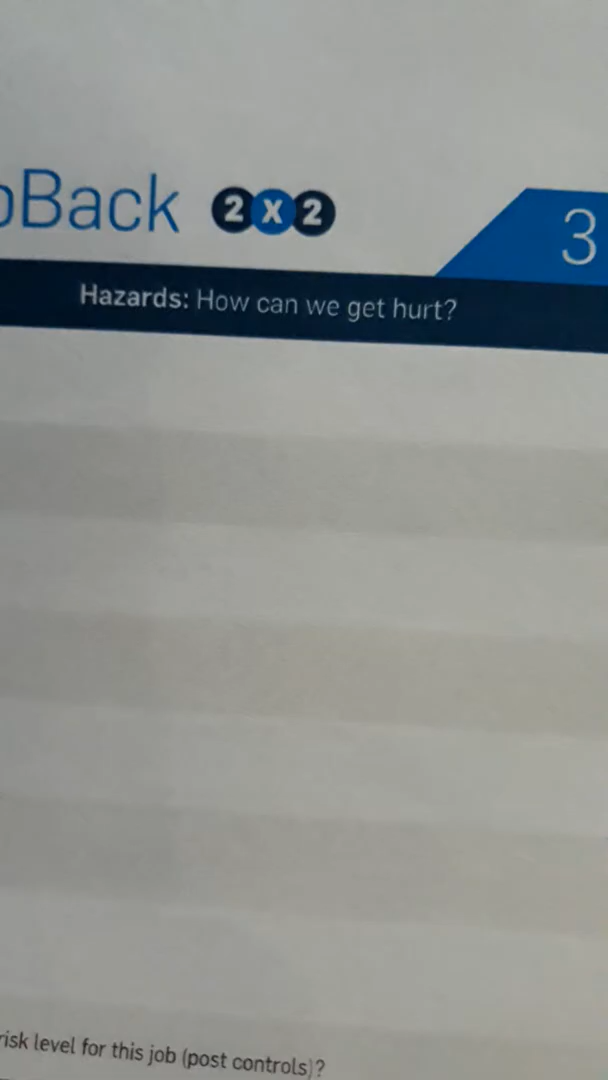 Back 2X2
3
Hazards: How can we get hurt?
risk level for this job (post controls)?